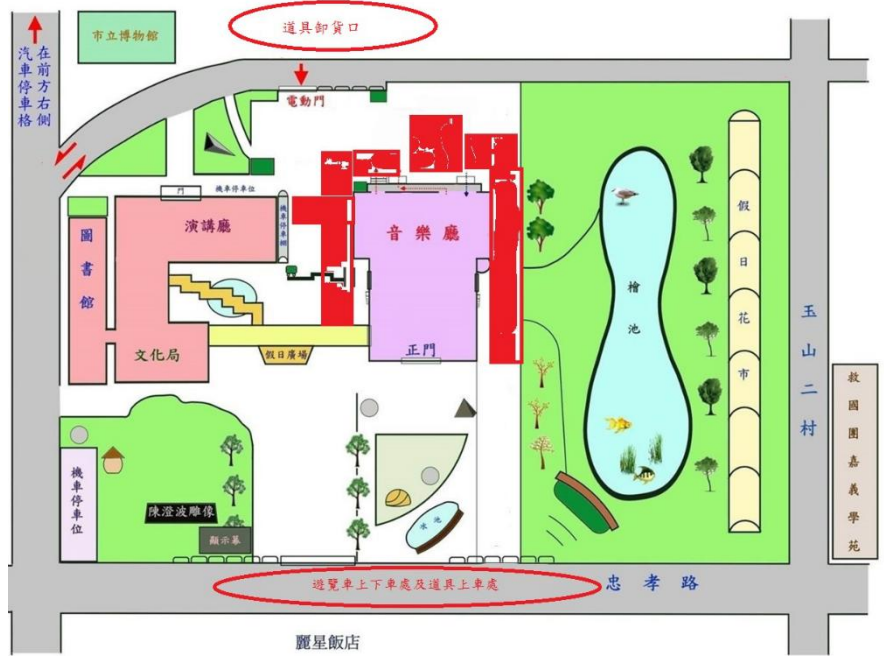 道具卸貨口
市立博物館
在前方右側
汽車停車格
電動門
門
機車停車位
演講廳
機車停車棚
音樂廳
圖書館
文化局
假日廣場
正門
檜池
假日花市
玉山二村
救國團嘉義學苑
機車停車位
陳澄波雕像
顯示幕
遊覽車上下車處及道具上車處
忠孝路
麗星飯店